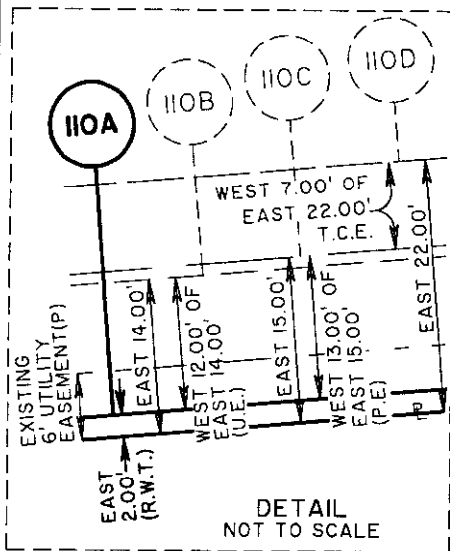 110A
110B
110C
110D
WEST 7.00' OF
EAST 22.00'
T.C.E.
EAST 22.00'
EXISTING
6' UTILITY
EASEMENT(P)
EAST 14.00'
WEST 12.00' OF
EAST 14.00'
(U.E.)
EAST 15.00'
WEST 13.00' OF
EAST 15.00'
(P.E)
EAST
2.00'
(R.W.T.)
DETAIL
NOT TO SCALE